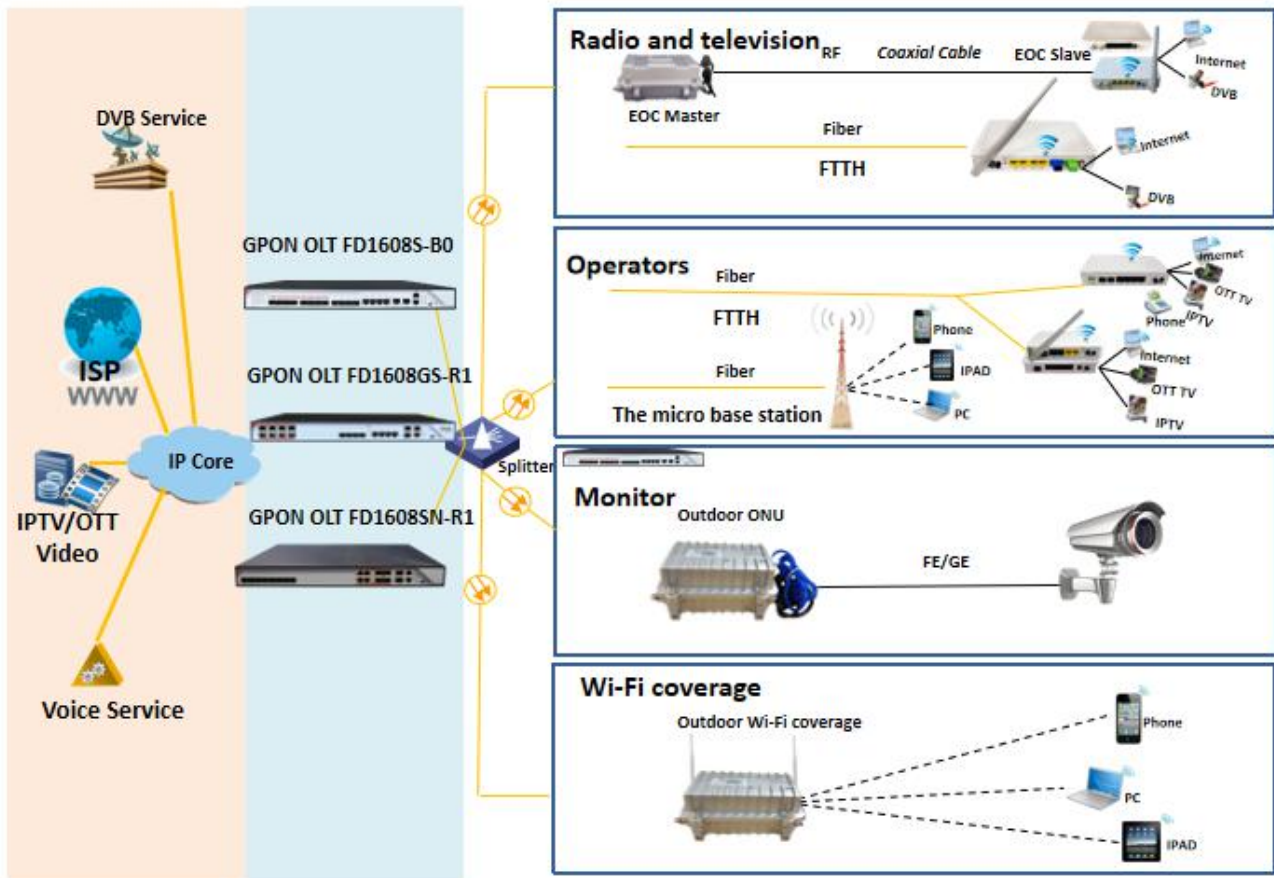 DVB Service
ISP
WWW
IP Core
IPTV/OTT
Video
Voice Service
GPON OLT FD1608S-B0
GPON OLT FD1608GS-R1
GPON OLT FD1608SN-R1
Splitter
Radio and television
RF
Coaxial Cable
EOC Slave
Internet
DVB
EOC Master
Fiber
FTTH
Internet
DVB
Operators
Fiber
FTTH
Internet
OTT TV
IPTV
Phone
Phone
IPAD
PC
Internet
OTT TV
IPTV
Fiber
The micro base station
Monitor
Outdoor ONU
FE/GE
Wi-Fi coverage
Outdoor Wi-Fi coverage
Phone
PC
IPAD